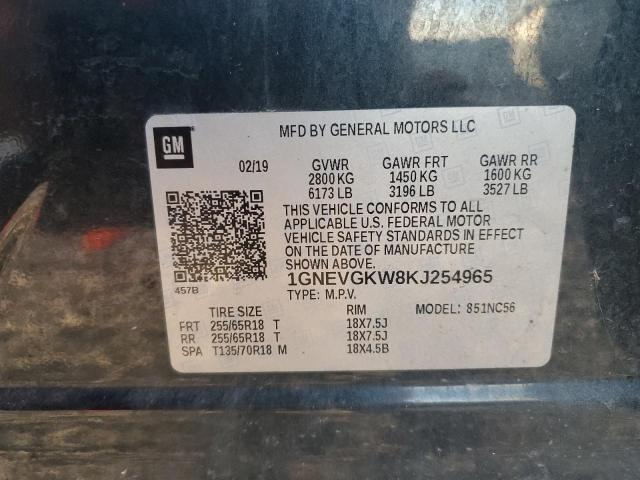 GM
MFD BY GENERAL MOTORS LLC
02/19 GVWR GAWR FRT GAWR RR
2800 KG 1450 KG 1600 KG
6173 LB 3196 LB 3527 LB
THIS VEHICLE CONFORMS TO ALL
APPLICABLE U.S. FEDERAL MOTOR
VEHICLE SAFETY STANDARDS IN EFFECT
ON THE DATE OF MANUFACTURE
SHOWN ABOVE.
1GNEVGKW8KJ254965
457B
TYPE: M.P.V.
TIRE SIZE RIM MODEL: 851NC56
FRT 255/65R18 T 18X7.5J
RR 255/65R18 T 18X7.5J
SPA T135/70R18 M 18X4.5B